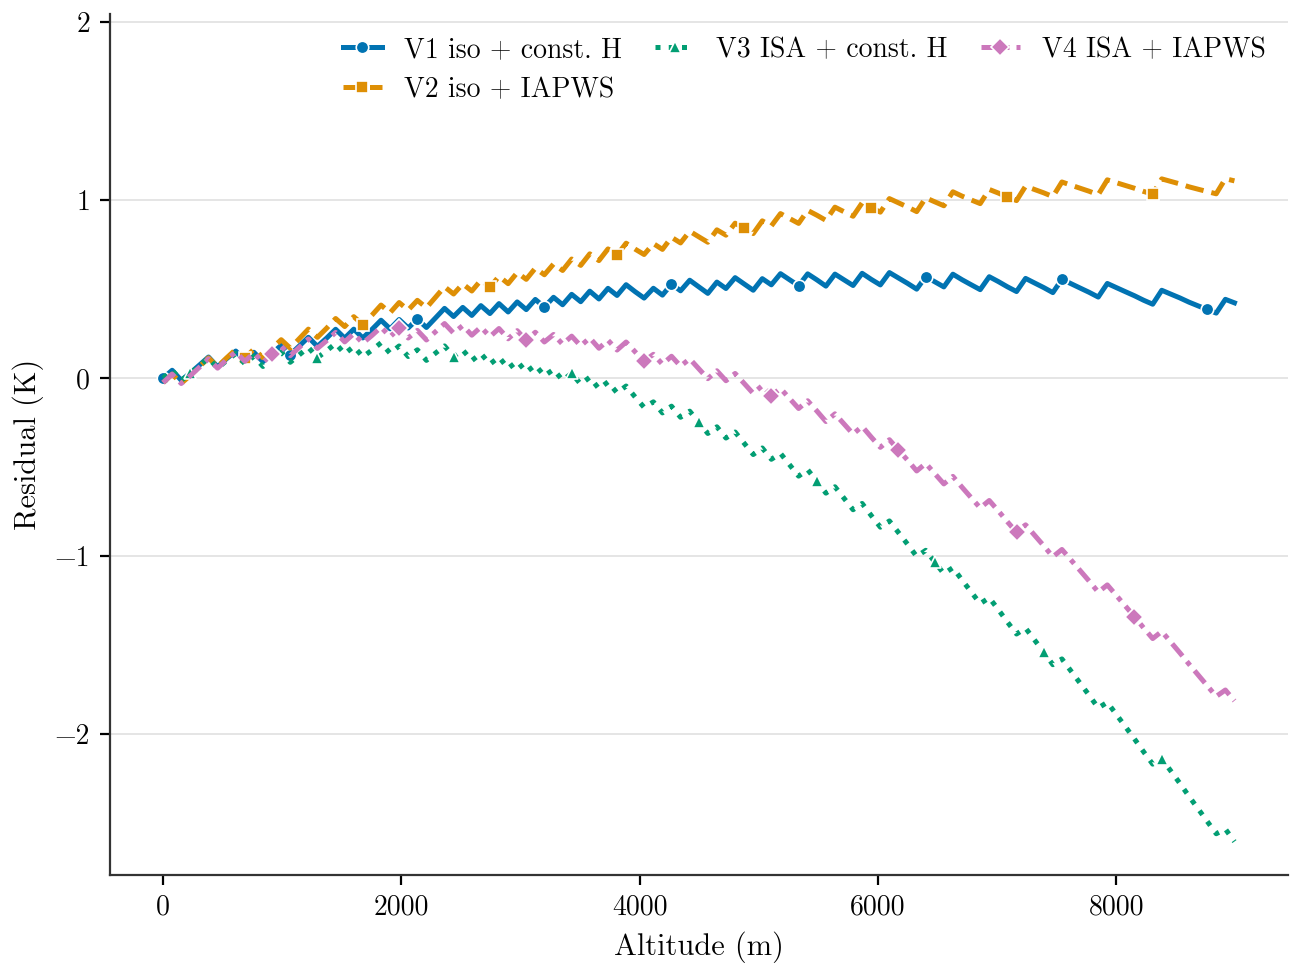 2
1
0
−1
−2
Residual (K)
V1 iso + const. H
V2 iso + IAPWS
V3 ISA + const. H
V4 ISA + IAPWS
0
2000
4000
6000
8000
Altitude (m)